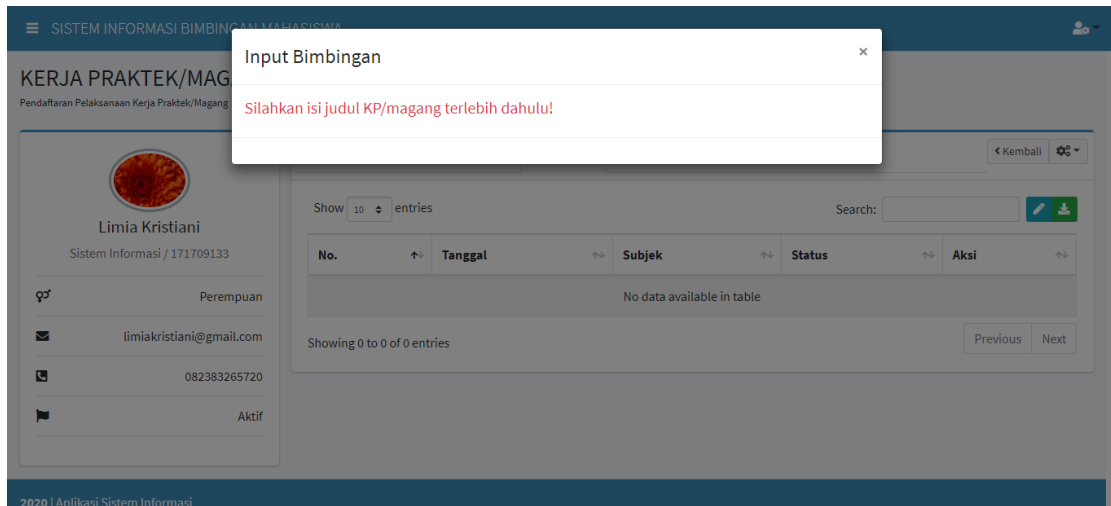 SISTEM INFORMASI BIMBINGAN MAHASISWA
Input Bimbingan
×
Silahkan isi judul KP/magang terlebih dahulu!
KERJA PRAKTEK/MAG
Pendaftaran Pelaksanaan Kerja Praktek/Magang
Kembali
Limia Kristiani
Sistem Informasi / 171709133
Perempuan
limiakristiani@gmail.com
082383265720
Aktif
Show 10 entries
Search:
No. Tanggal Subjek Status Aksi
No data available in table
Showing 0 to 0 of 0 entries
Previous Next
2020 | Aplikasi Sistem Informasi